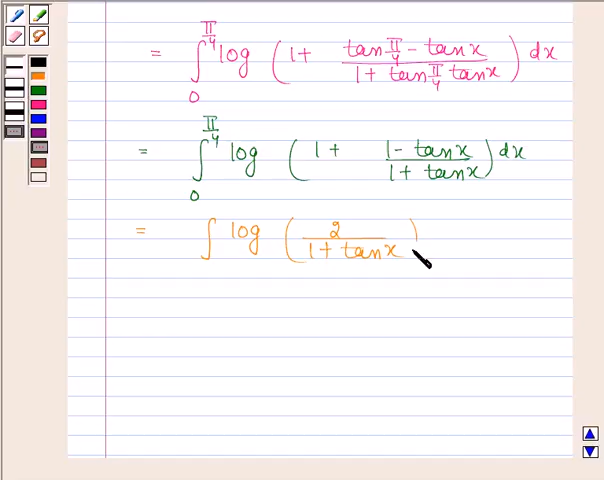 = ∫₀^{π/4} log (1 + (tan π/4 - tan x)/(1 + tan π/4 tan x)) dx
= ∫₀^{π/4} log (1 + (1 - tan x)/(1 + tan x)) dx
= ∫ log (2/(1 + tan x))